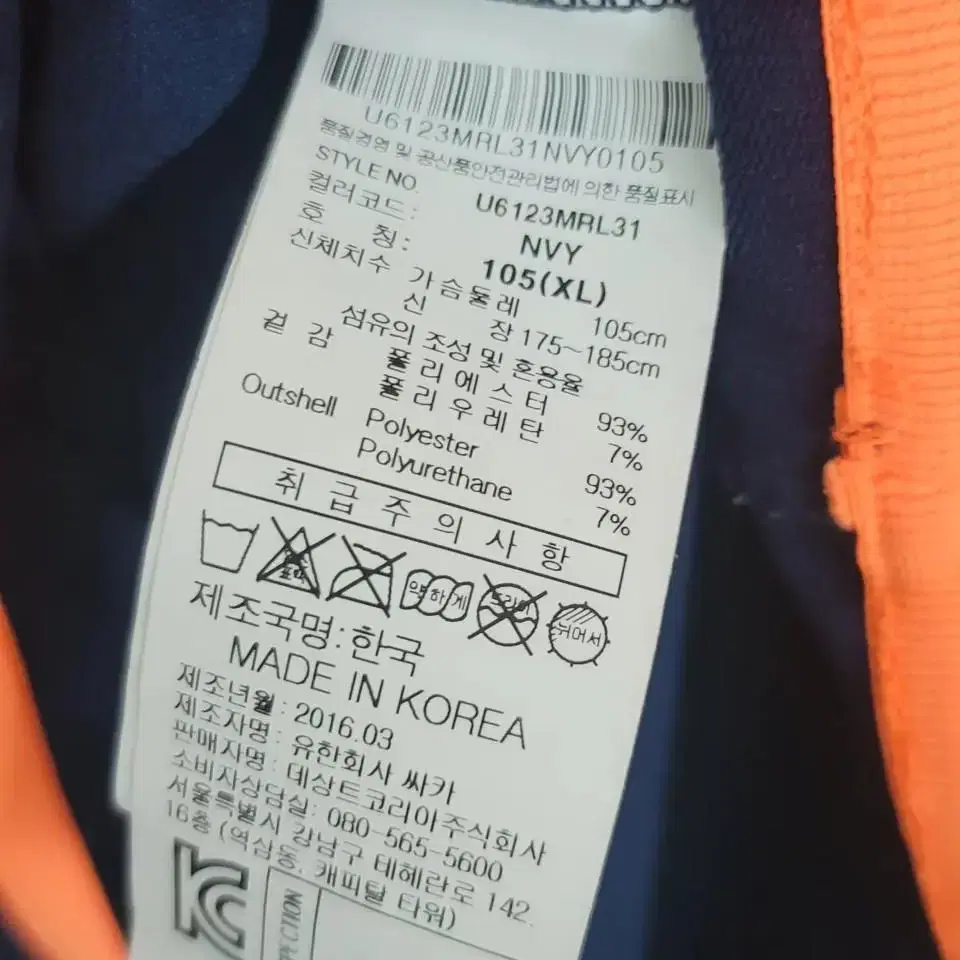 U6123MRL31NVY0105
품질경영 및 공산품안전관리법에 의한 품질표시
STYLE NO. U6123MRL31
컬러코드: NVY
호 칭: 105(XL)
신체치수 가슴둘레 105cm
신 장 175~185cm
섬유의 조성 및 혼용율
겉 감 폴리에스터 93%
폴리우레탄 7%
Outshell Polyester 93%
Polyurethane 7%
취급주의사항
표백 약하게 드라이 뉘어서
제조국명:한국
MADE IN KOREA
제조년월: 2016.03
제조자명: 유한회사 싸카
판매자명: 데상트코리아주식회사
소비자상담실: 080-565-5600
서울특별시 강남구 테헤란로 142.
16층 (역삼동, 캐피탈 타워)